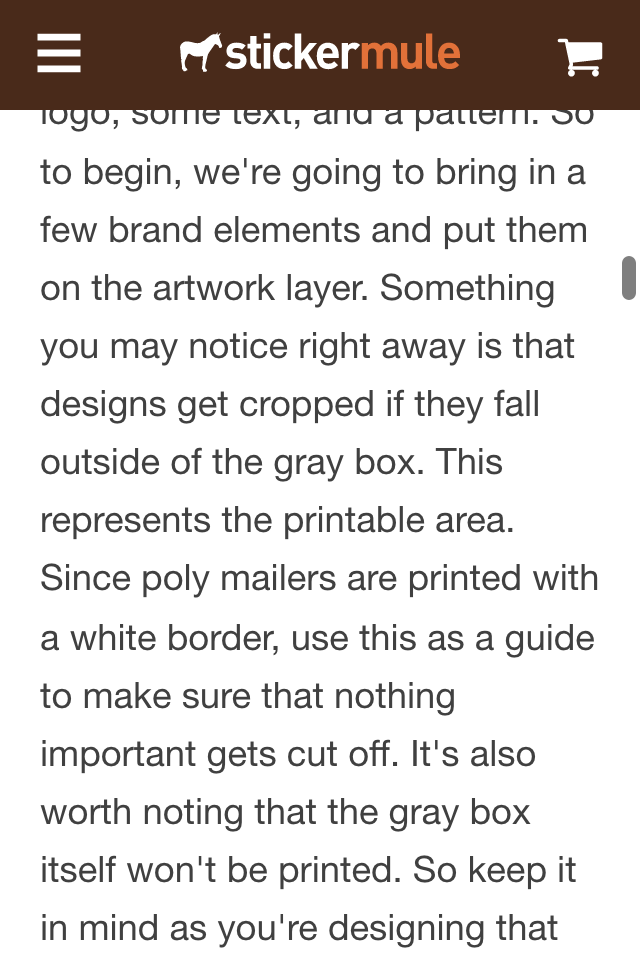 stickermule
logo, some text, and a pattern. So
to begin, we're going to bring in a
few brand elements and put them
on the artwork layer. Something
you may notice right away is that
designs get cropped if they fall
outside of the gray box. This
represents the printable area.
Since poly mailers are printed with
a white border, use this as a guide
to make sure that nothing
important gets cut off. It's also
worth noting that the gray box
itself won't be printed. So keep it
in mind as you're designing that